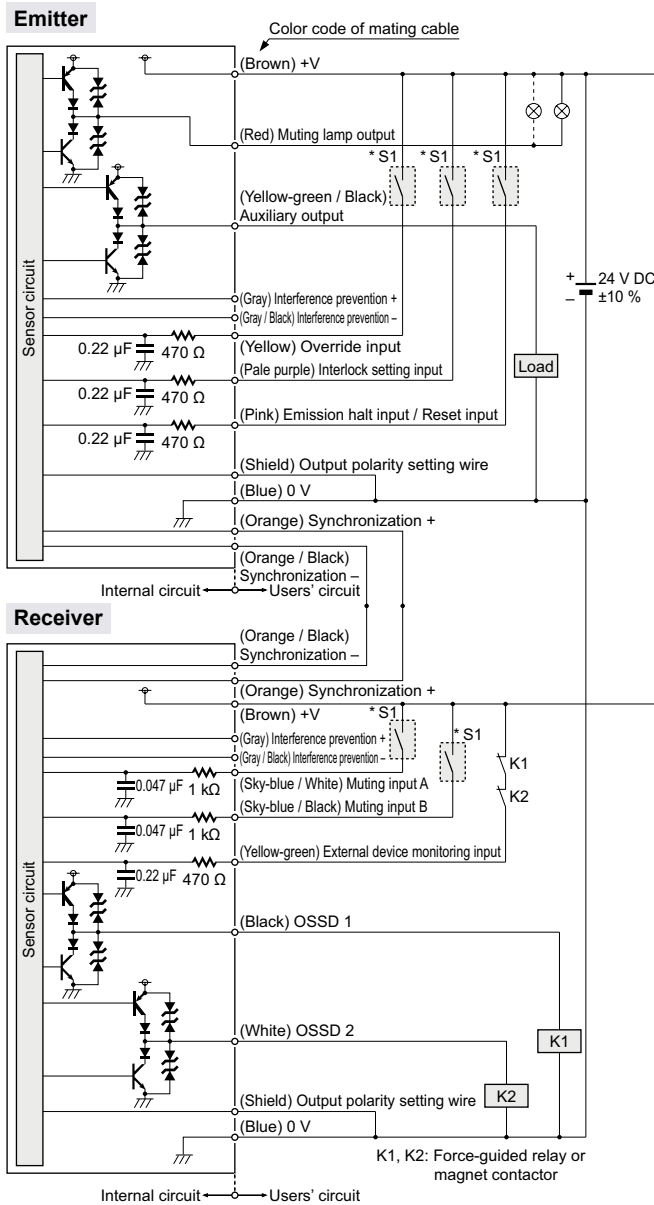 Emitter
Color code of mating cable
(Brown) +V
(Red) Muting lamp output
* S1
* S1
* S1
(Yellow-green / Black)
Auxiliary output
+
–
24 V DC
±10 %
Sensor circuit
(Gray) Interference prevention +
(Gray / Black) Interference prevention –
0.22 µF
470 Ω
(Yellow) Override input
(Pale purple) Interlock setting input
Load
0.22 µF
470 Ω
(Pink) Emission halt input / Reset input
0.22 µF
470 Ω
(Shield) Output polarity setting wire
(Blue) 0 V
(Orange) Synchronization +
(Orange / Black)
Synchronization –
Internal circuit
Users' circuit
Receiver
(Orange / Black)
Synchronization –
(Orange) Synchronization +
(Brown) +V
* S1
* S1
(Gray) Interference prevention +
(Gray / Black) Interference prevention –
K1
K2
0.047 µF
1 kΩ
(Sky-blue / White) Muting input A
(Sky-blue / Black) Muting input B
0.047 µF
1 kΩ
(Yellow-green) External device monitoring input
0.22 µF
470 Ω
Sensor circuit
(Black) OSSD 1
(White) OSSD 2
K1
K2
(Shield) Output polarity setting wire
(Blue) 0 V
K1, K2: Force-guided relay or
magnet contactor
Internal circuit
Users' circuit